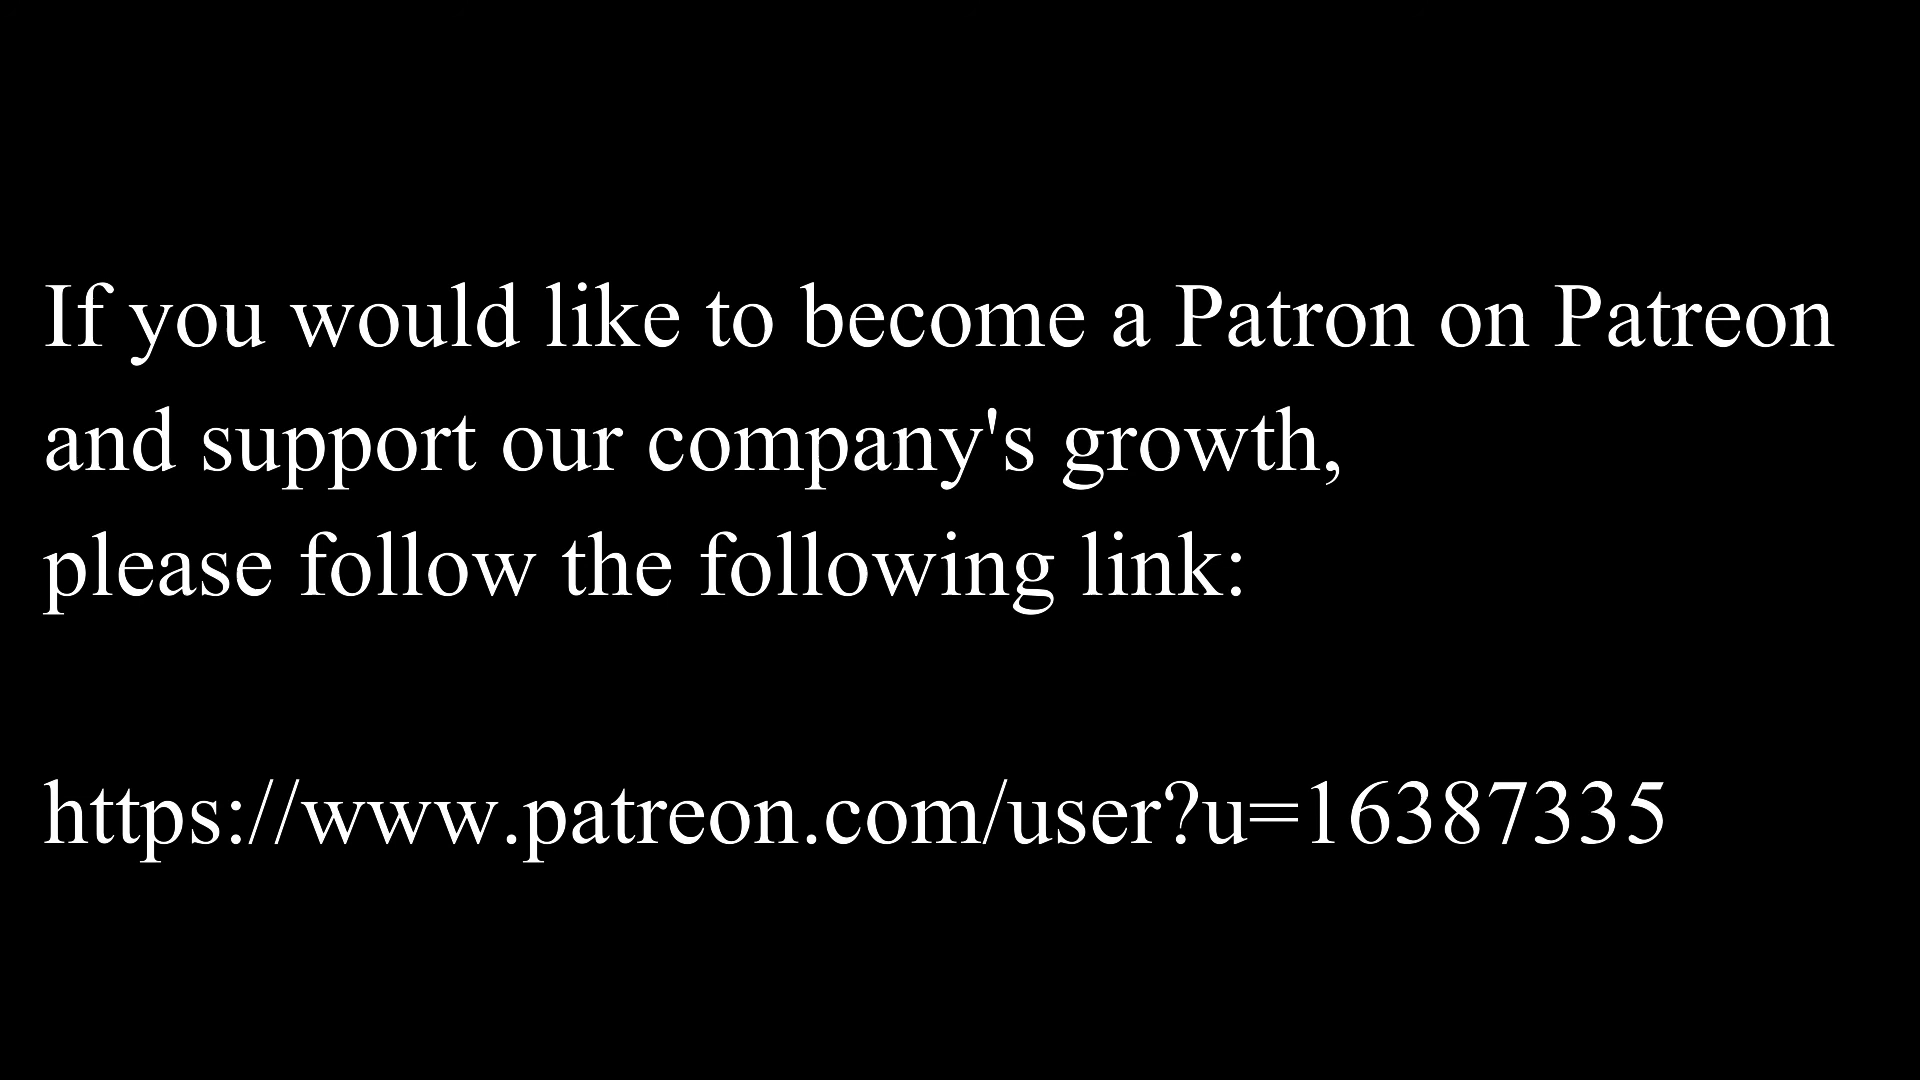 If you would like to become a Patron on Patreon
and support our company's growth,
please follow the following link:
https://www.patreon.com/user?u=16387335